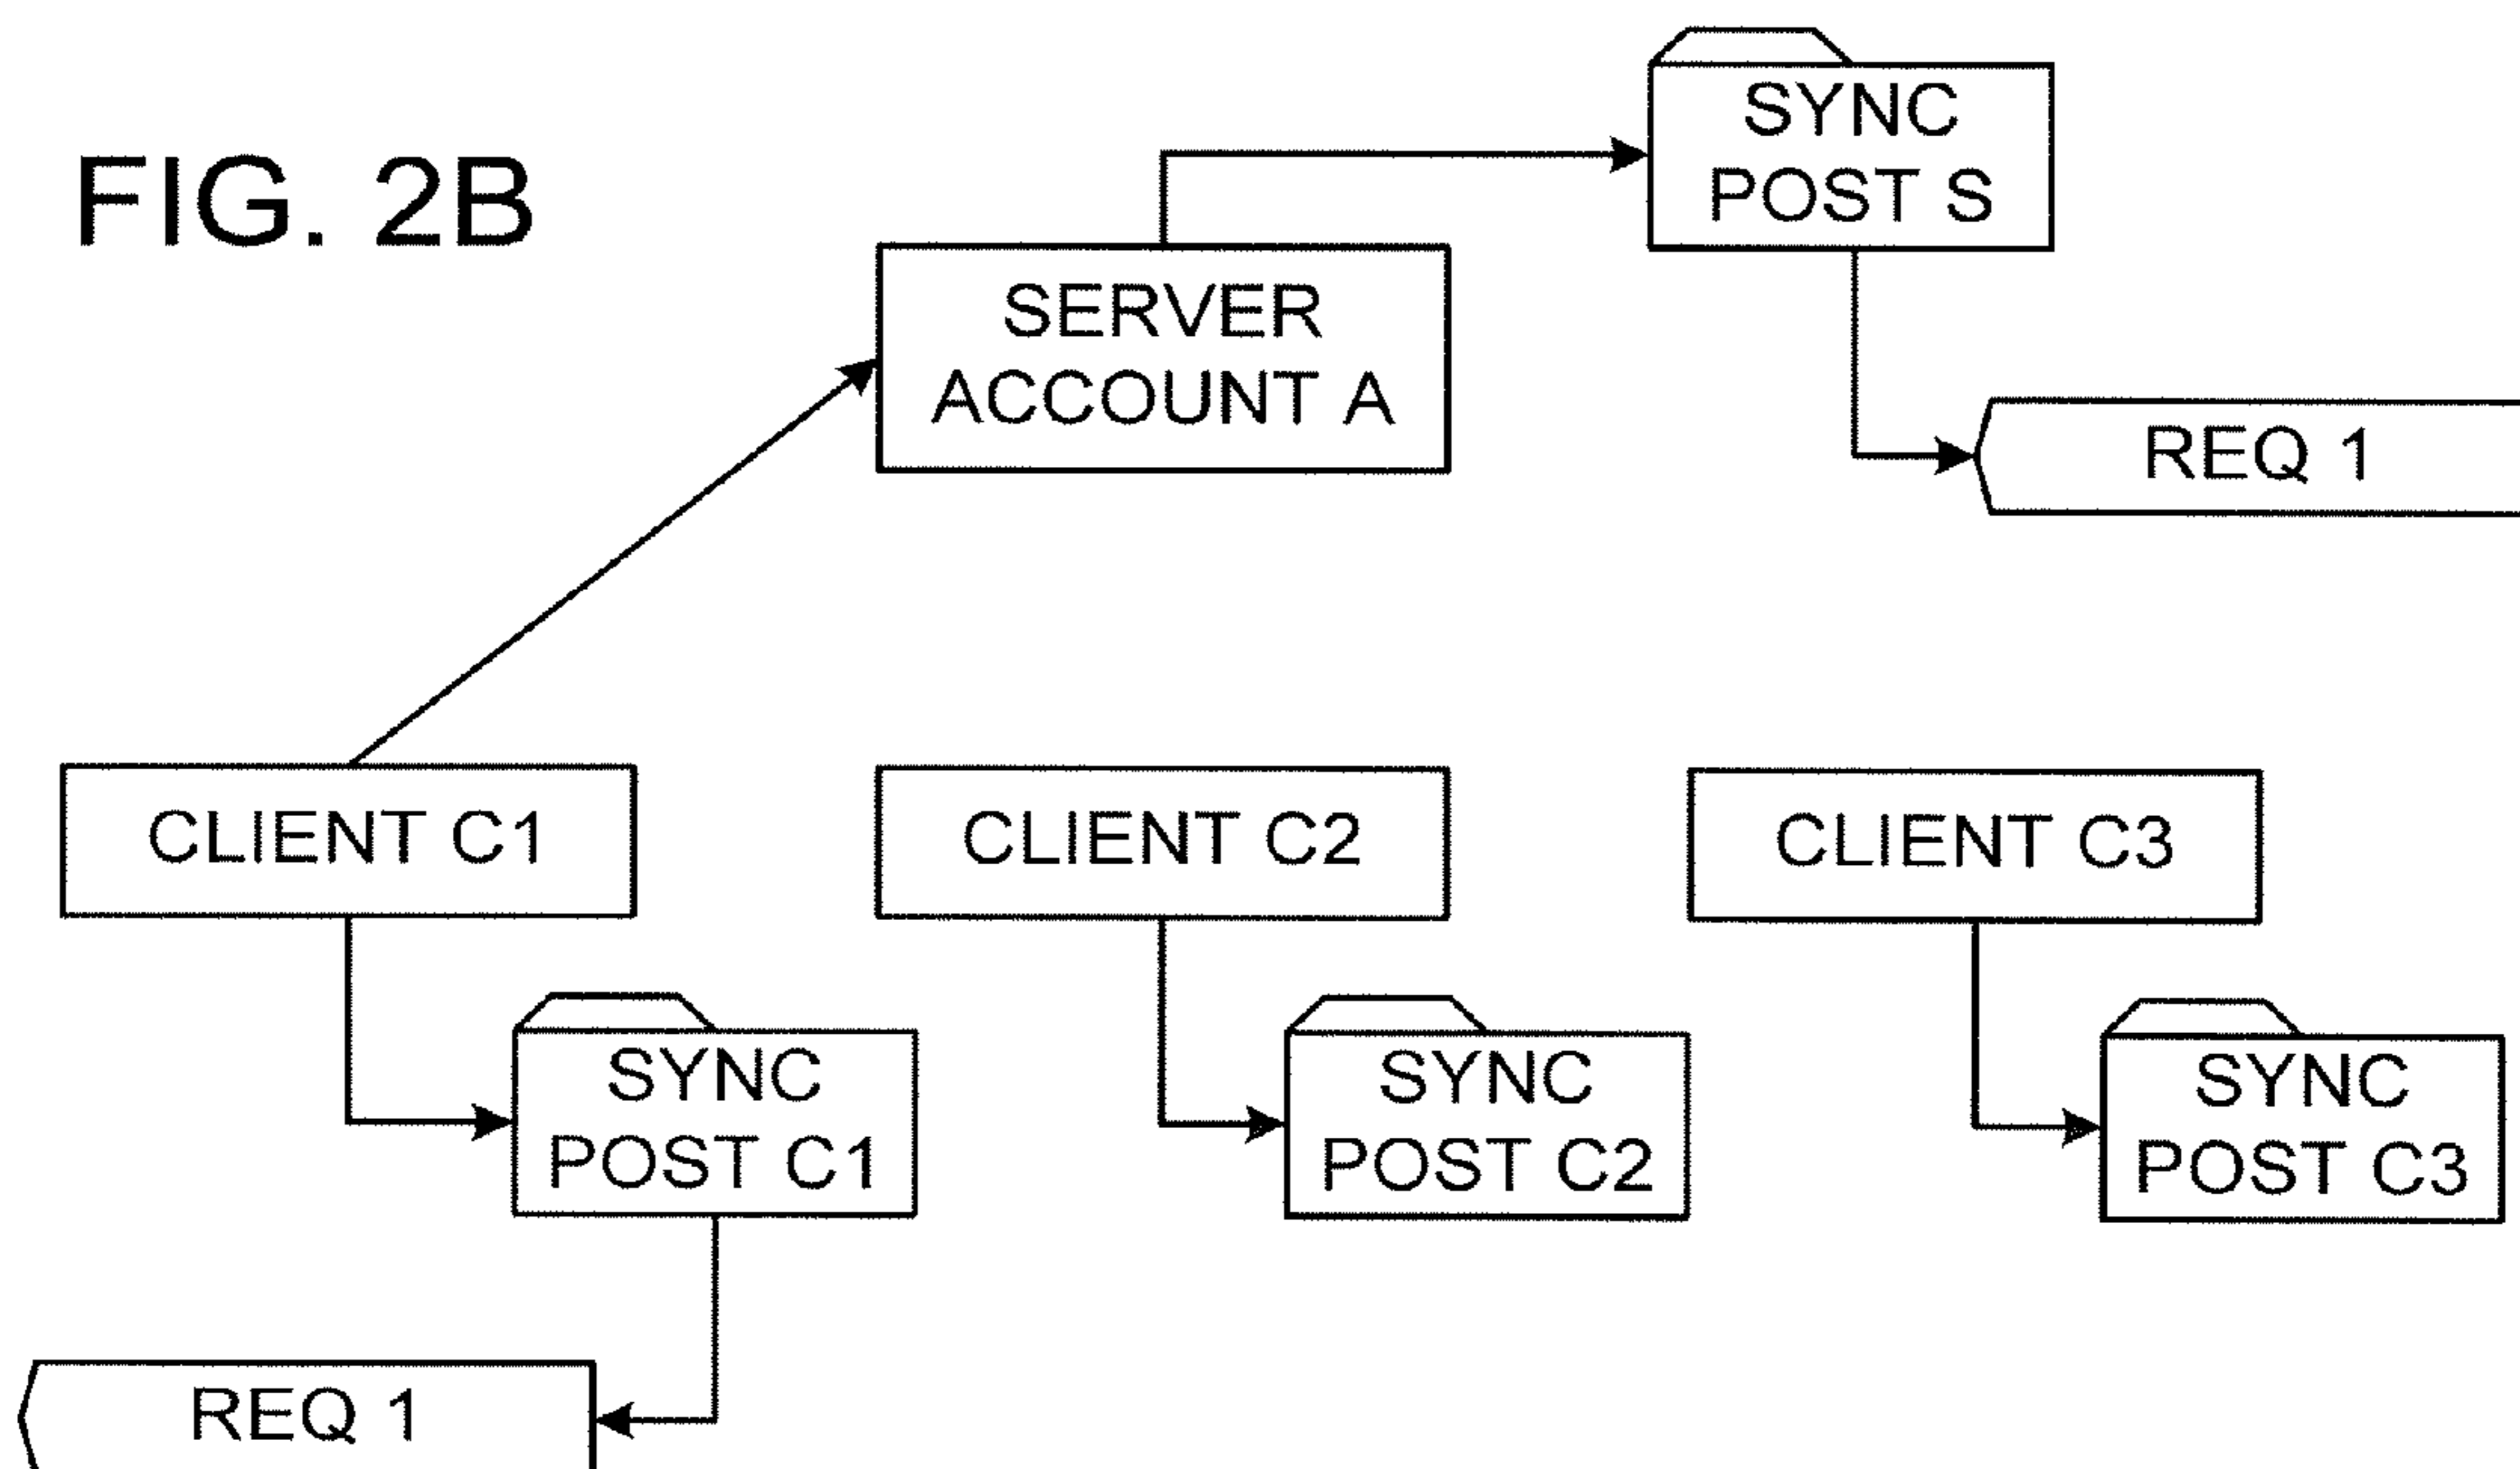 FIG. 2B
SYNC
POST S
SERVER
ACCOUNT A
REQ 1
CLIENT C1
CLIENT C2
CLIENT C3
SYNC
POST C1
SYNC
POST C2
SYNC
POST C3
REQ 1